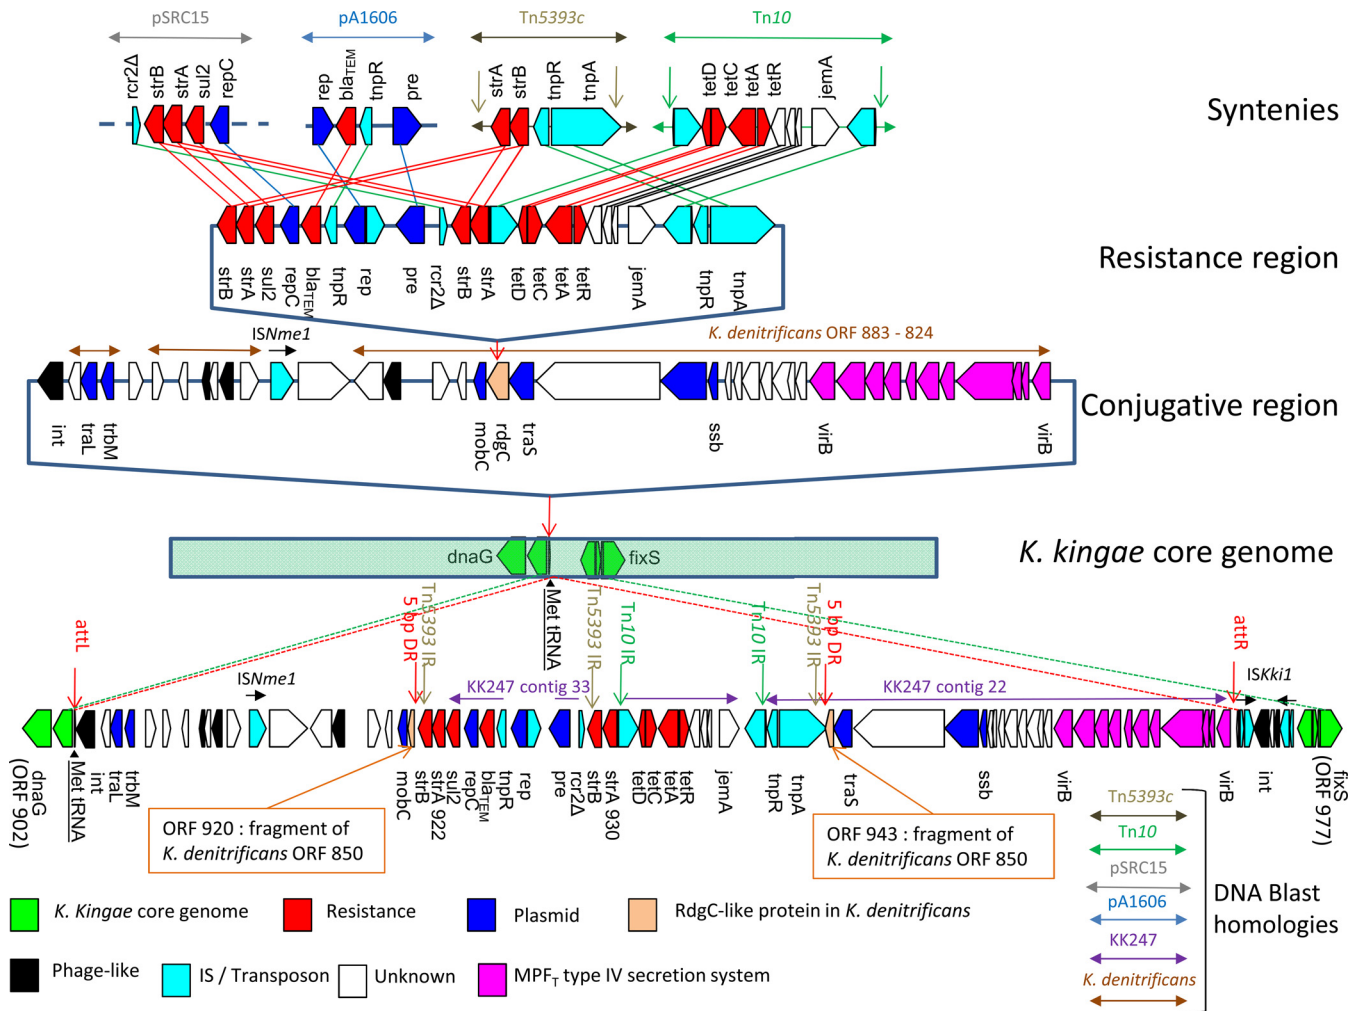 pSRC15 pA1606 Tn5393c Tn10
rcr2Δ strB strA sul2 repC rep blaTEM tnpR pre strA strB tnpR tnpA tetD tetC tetA tetR jemA
Syntenies
Resistance region
strB strA sul2 repC blaTEM tnpR rep pre rcr2Δ strB strA tetD tetC tetA tetR jemA tnpR tnpA
ISNme1 K. denitrificans ORF 883 - 824
Conjugative region
int traL trbM mobC rdgC traS ssb virB virB
K. kingae core genome
dnaG fixS
Met tRNA
attL 5 bp DR Tn5393 IR Tn5393 IR Tn10 IR Tn10 IR Tn5393 IR 5 bp DR attR
ISNme1 KK247 contig 33 KK247 contig 22 ISKki1
dnaG (ORF 902) Met tRNA int traL trbM mobC strB strA 922 sul2 repC blaTEM tnpR rep pre rcr2Δ strB strA 930 tetD tetC tetA tetR jemA tnpR tnpA traS ssb virB virB int fixS (ORF 977)
ORF 920 : fragment of
K. denitrificans ORF 850
ORF 943 : fragment of
K. denitrificans ORF 850
Tn5393c
Tn10
pSRC15
pA1606
KK247
K. denitrificans
DNA Blast
homologies
K. Kingae core genome Resistance Plasmid RdgC-like protein in K. denitrificans
Phage-like IS / Transposon Unknown MPFT type IV secretion system